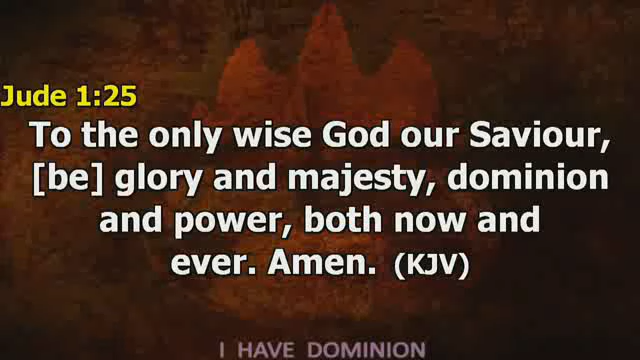 Jude 1:25
To the only wise God our Saviour,
[be] glory and majesty, dominion
and power, both now and
ever. Amen. (KJV)
I HAVE DOMINION